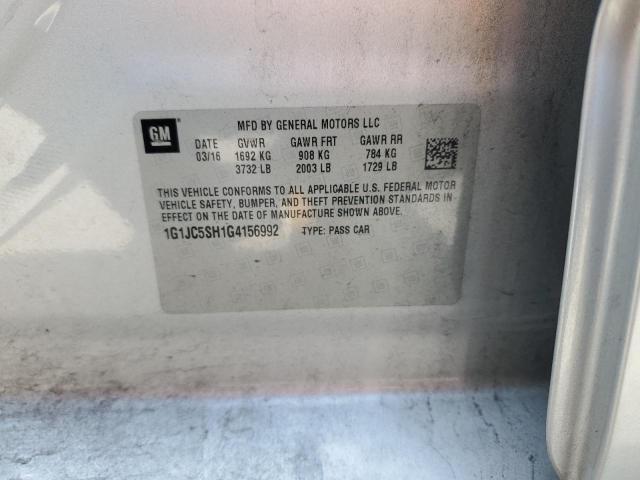 GM
MFD BY GENERAL MOTORS LLC
DATE GVWR GAWR FRT GAWR RR
03/16 1692 KG 908 KG 784 KG
3732 LB 2003 LB 1729 LB
THIS VEHICLE CONFORMS TO ALL APPLICABLE U.S. FEDERAL MOTOR
VEHICLE SAFETY, BUMPER, AND THEFT PREVENTION STANDARDS IN
EFFECT ON THE DATE OF MANUFACTURE SHOWN ABOVE.
1G1JC5SH1G4156992 TYPE: PASS CAR